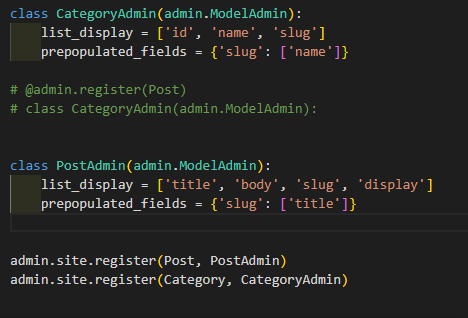 class CategoryAdmin(admin.ModelAdmin):
    list_display = ['id', 'name', 'slug']
    prepopulated_fields = {'slug': ['name']}
# @admin.register(Post)
# class CategoryAdmin(admin.ModelAdmin):
class PostAdmin(admin.ModelAdmin):
    list_display = ['title', 'body', 'slug', 'display']
    prepopulated_fields = {'slug': ['title']}
admin.site.register(Post, PostAdmin)
admin.site.register(Category, CategoryAdmin)